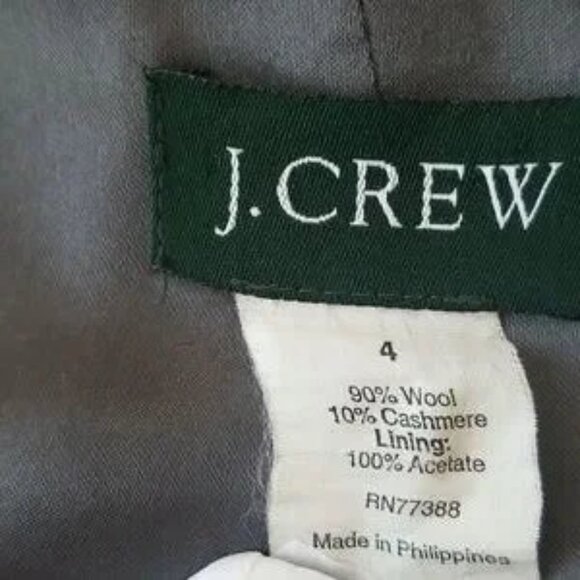 J.CREW
4
90% Wool
10% Cashmere
Lining:
100% Acetate
RN77388
Made in Philippines